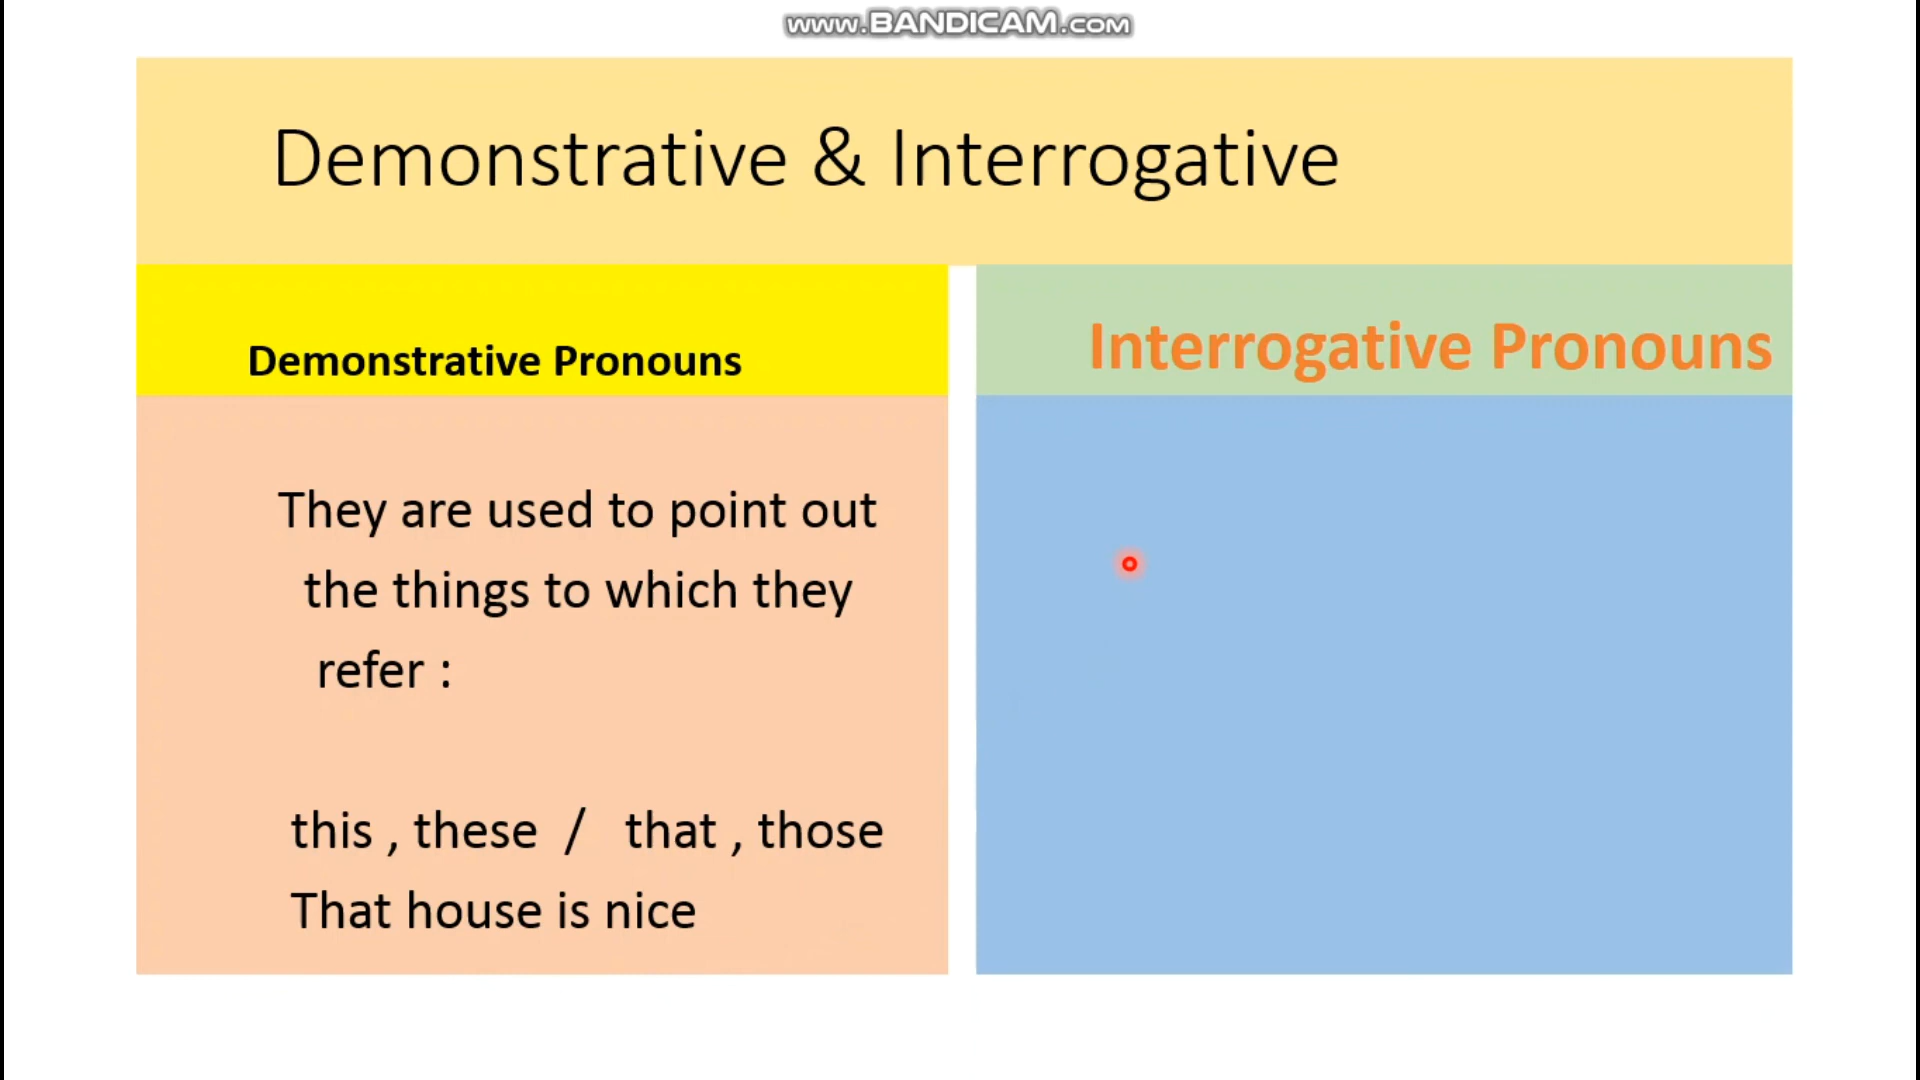 www.BANDICAM.com
Demonstrative & Interrogative
Demonstrative Pronouns
They are used to point out
the things to which they
refer :
this , these / that , those
That house is nice
Interrogative Pronouns